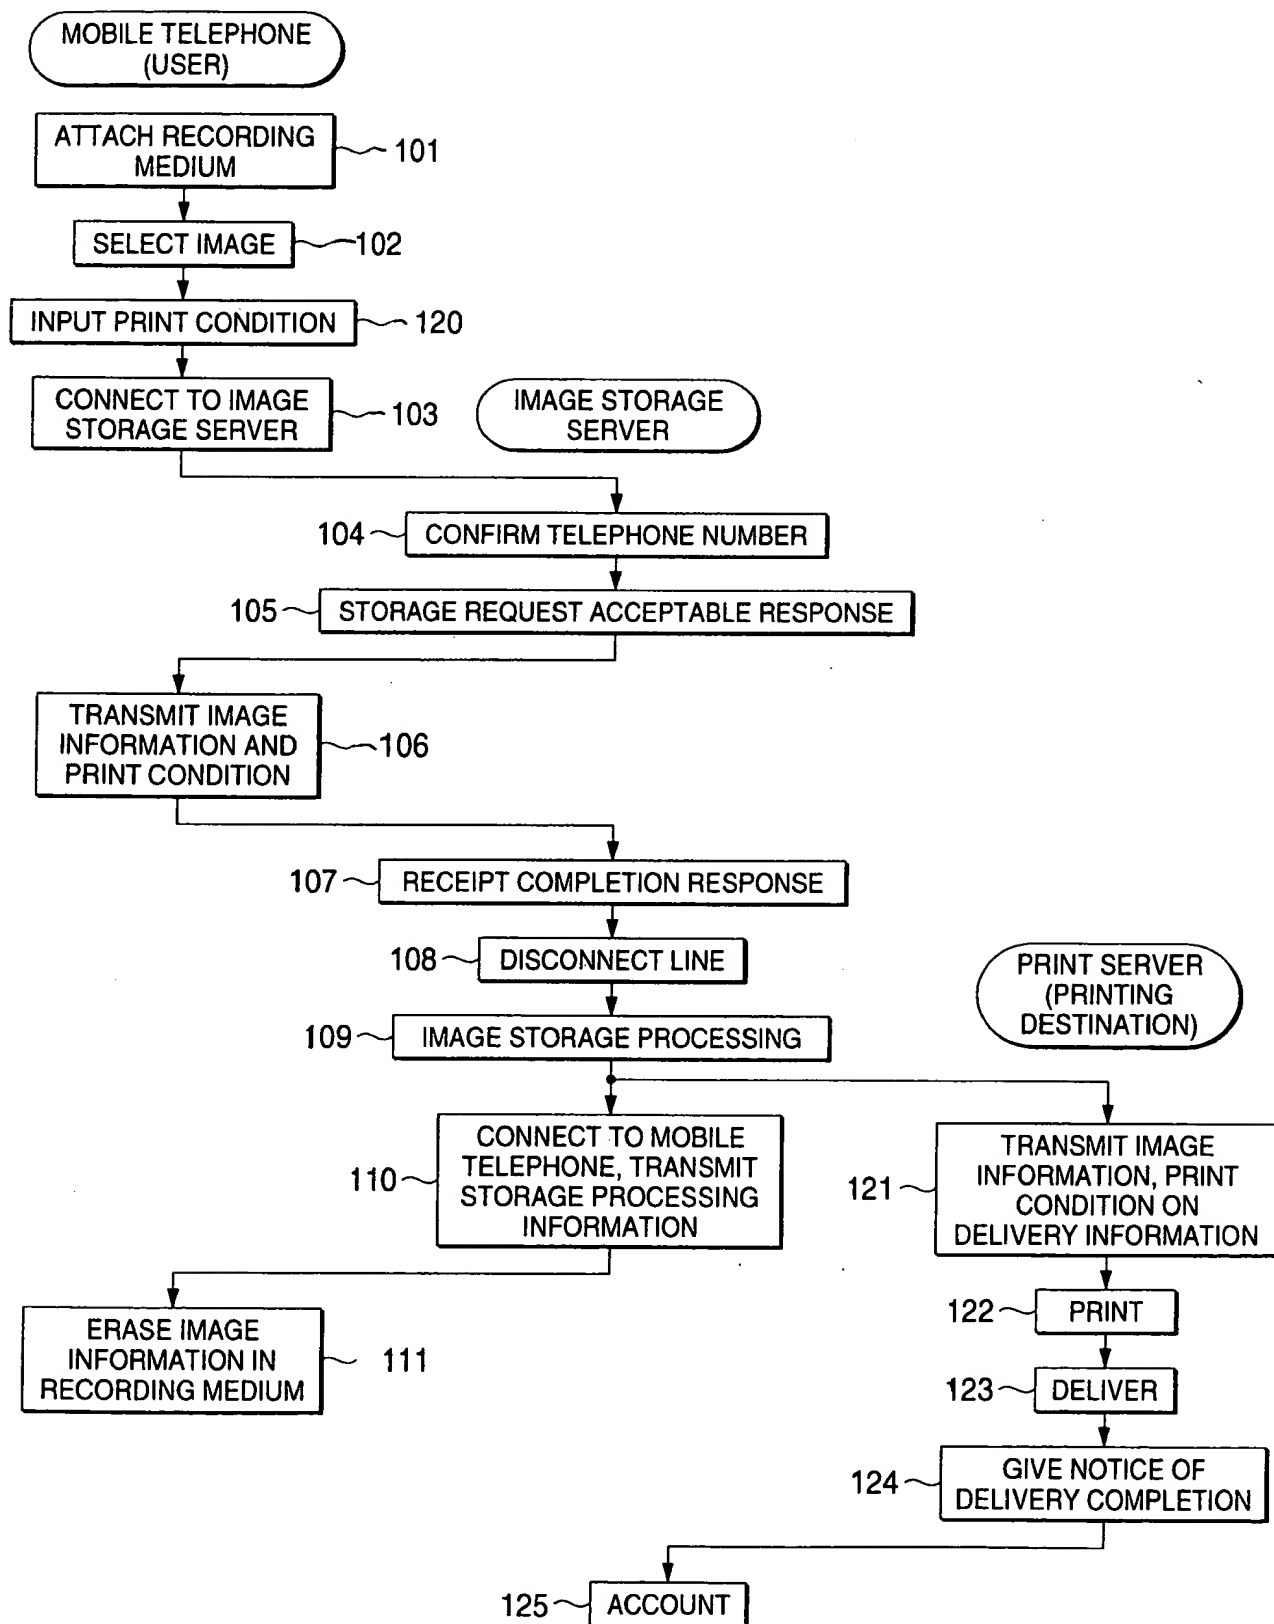 MOBILE TELEPHONE
(USER)
ATTACH RECORDING
MEDIUM
101
SELECT IMAGE
102
INPUT PRINT CONDITION
120
CONNECT TO IMAGE
STORAGE SERVER
103
IMAGE STORAGE
SERVER
104
CONFIRM TELEPHONE NUMBER
105
STORAGE REQUEST ACCEPTABLE RESPONSE
TRANSMIT IMAGE
INFORMATION AND
PRINT CONDITION
106
107
RECEIPT COMPLETION RESPONSE
108
DISCONNECT LINE
109
IMAGE STORAGE PROCESSING
PRINT SERVER
(PRINTING
DESTINATION)
110
CONNECT TO MOBILE
TELEPHONE, TRANSMIT
STORAGE PROCESSING
INFORMATION
121
TRANSMIT IMAGE
INFORMATION, PRINT
CONDITION ON
DELIVERY INFORMATION
ERASE IMAGE
INFORMATION IN
RECORDING MEDIUM
111
122
PRINT
123
DELIVER
124
GIVE NOTICE OF
DELIVERY COMPLETION
125
ACCOUNT